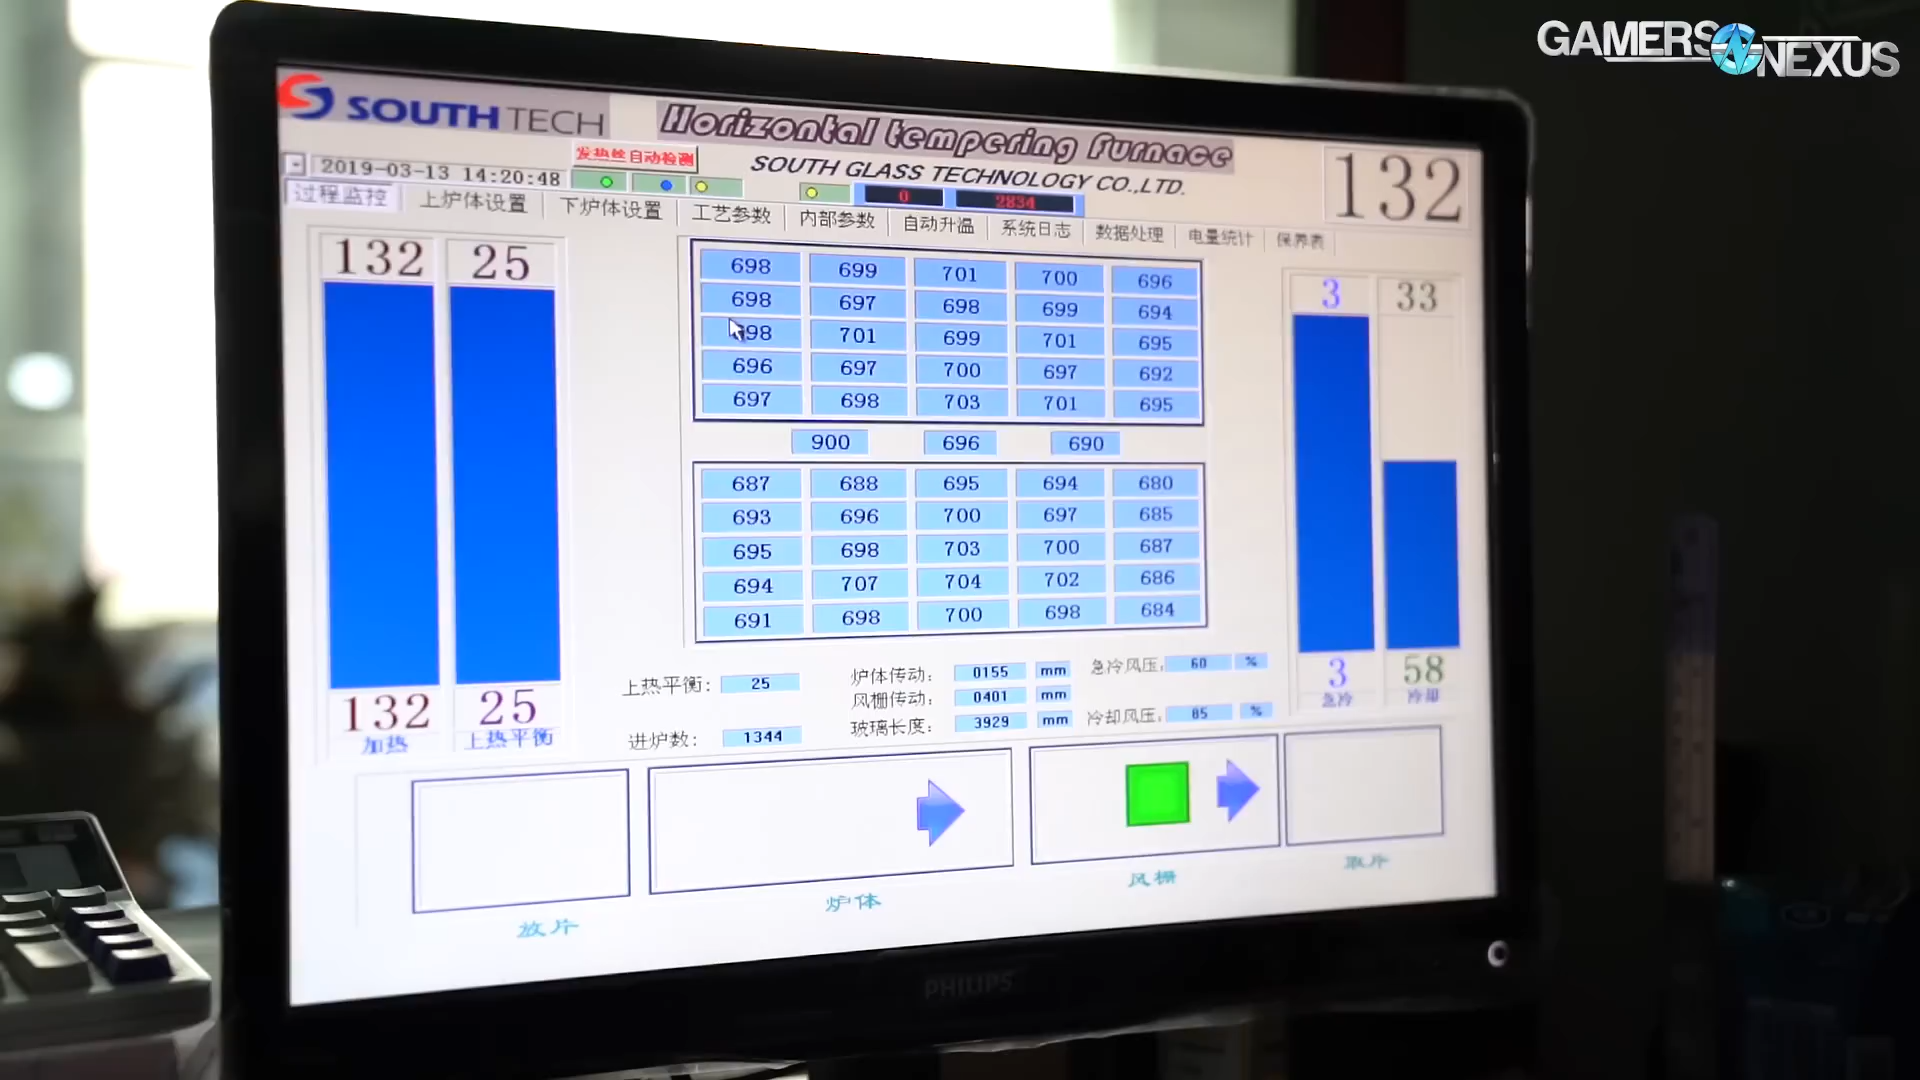 GAMERS NEXUS
SOUTH TECH
Horizontal tempering furnace
SOUTH GLASS TECHNOLOGY CO.,LTD.
132
发热丝自动检测
2019-03-13 14:20:48
0 2834
过程监控 上炉体设置 下炉体设置 工艺参数 内部参数 自动升温 系统日志 数据处理 电量统计 保养表
132 25
3 33
698 699 701 700 696
698 697 698 699 694
698 701 699 701 695
696 697 700 697 692
697 698 703 701 695
900 696 690
687 688 695 694 680
693 696 700 697 685
695 698 703 700 687
694 707 704 702 686
691 698 700 698 684
132 25
加热 上热平衡
3 58
急冷 冷却
上热平衡: 25
进炉数: 1344
炉体传动: 0155 mm
风栅传动: 0401 mm
玻璃长度: 3929 mm
急冷风压: 60 %
冷却风压: 85 %
放片 炉体 风栅 取片
PHILIPS